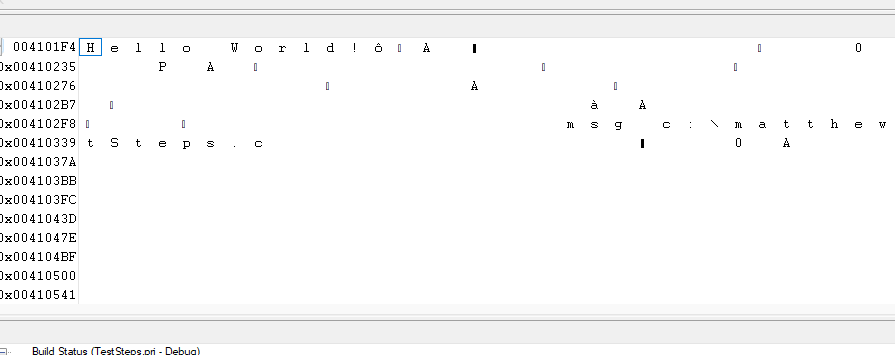 004101F4 H e l l o W o r l d ! ô A 0
0x00410235 P A
0x00410276 À
0x004102B7 à À
0x004102F8 m s g c : \ m a t t h e w
0x00410339 t S t e p s . c 0 À
0x0041037A
0x004103BB
0x004103FC
0x0041043D
0x0041047E
0x004104BF
0x00410500
0x00410541
Build Status (TestSteps.prj - Debug)